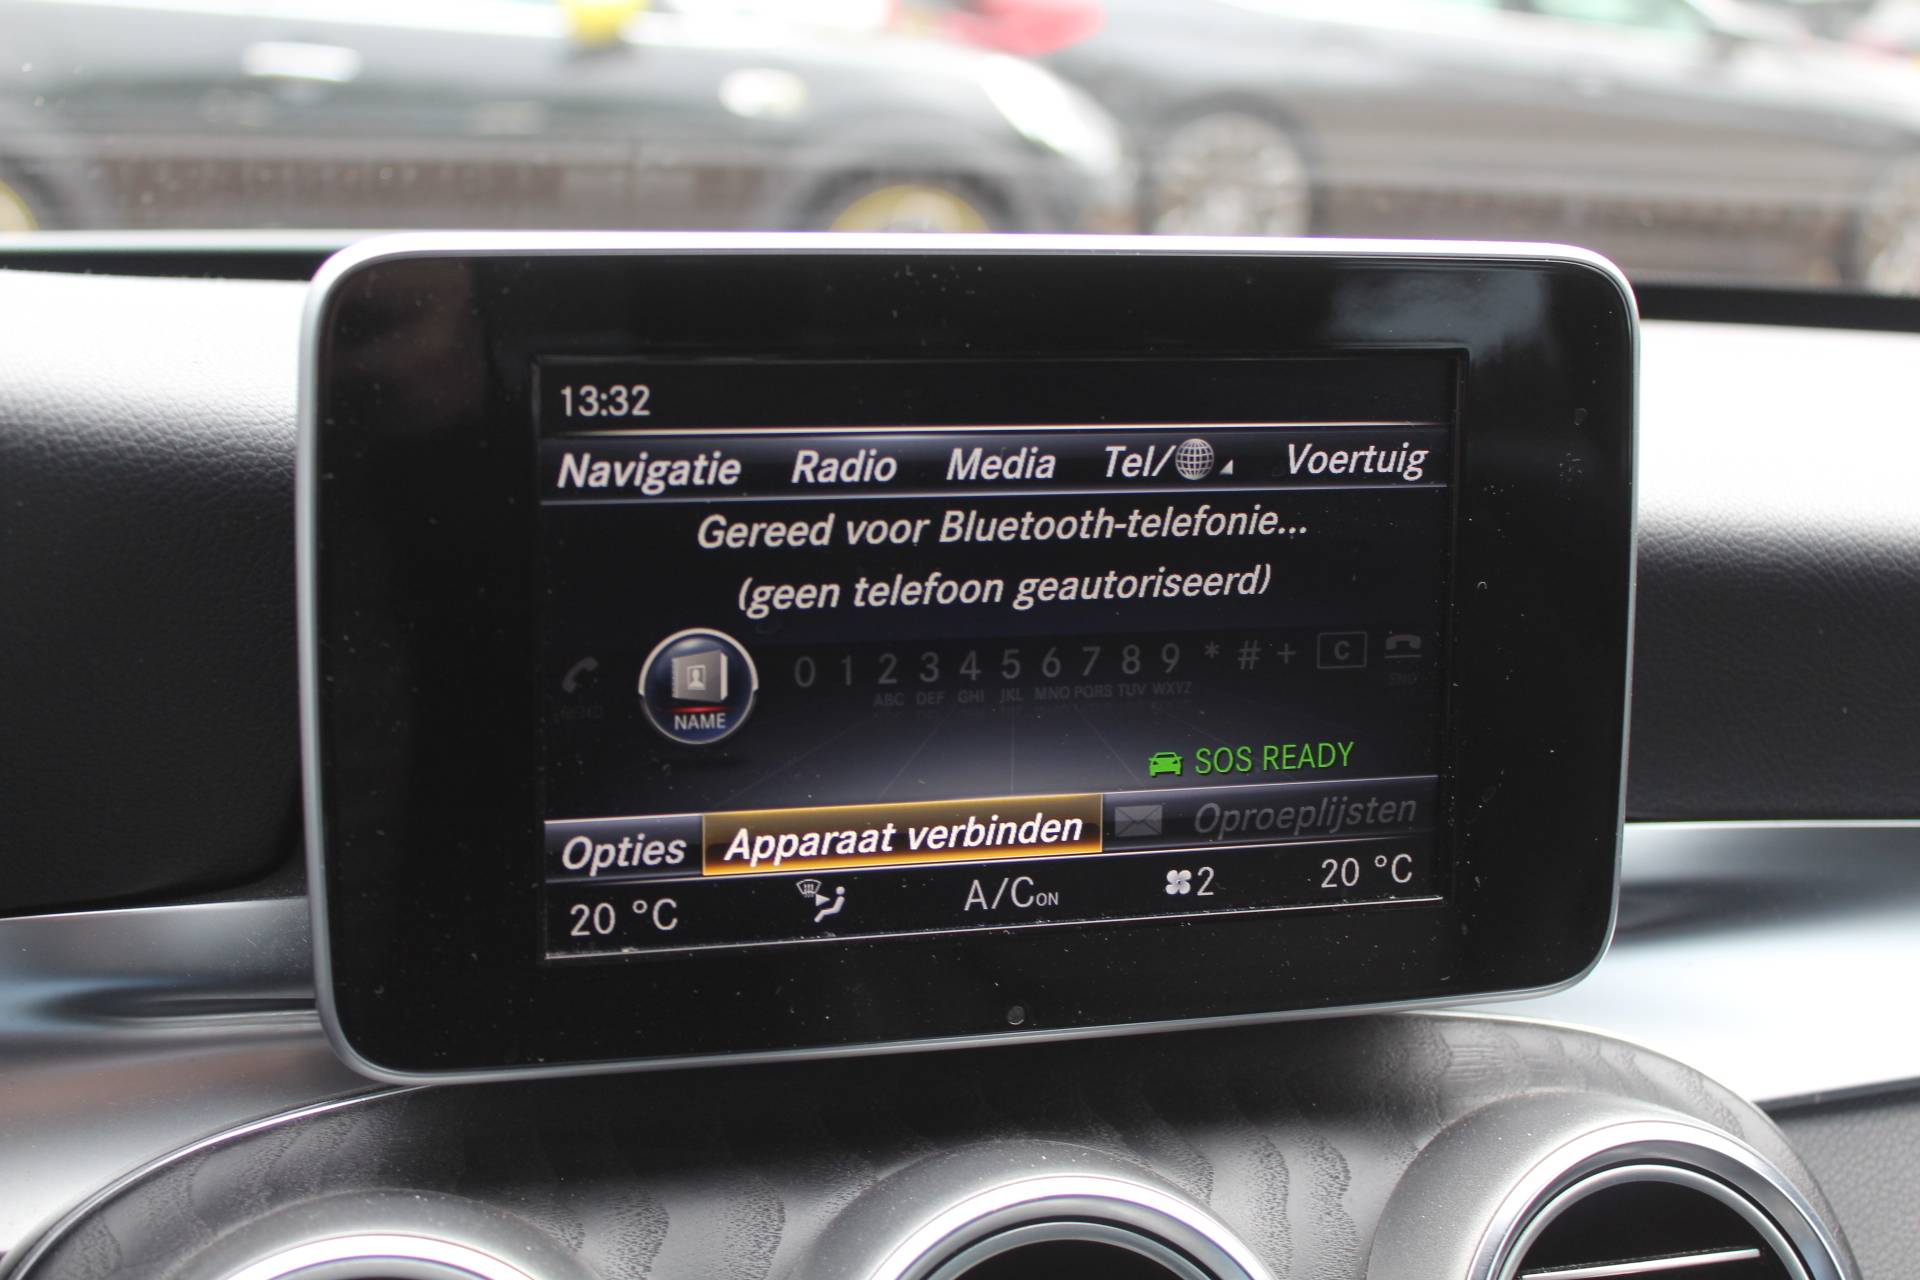 13:32
Navigatie Radio Media Tel/ Voertuig
Gereed voor Bluetooth-telefonie...
(geen telefoon geautoriseerd)
NAME 0 1 2 3 4 5 6 7 8 9 * # + C
ABC DEF GHI JKL MNO PQRS TUV WXYZ END
SOS READY
Opties Apparaat verbinden Oproeplijsten
20 °C A/C ON 2 20 °C